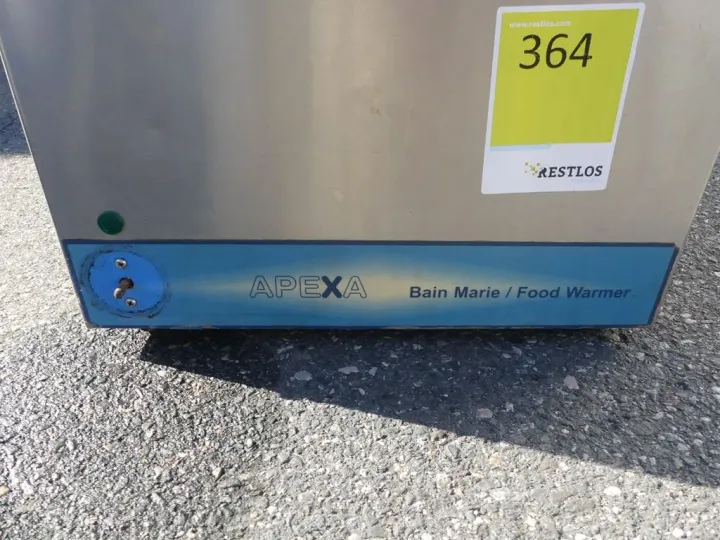 www.restlos.com
364
RESTLOS
APEXA
Bain Marie / Food Warmer